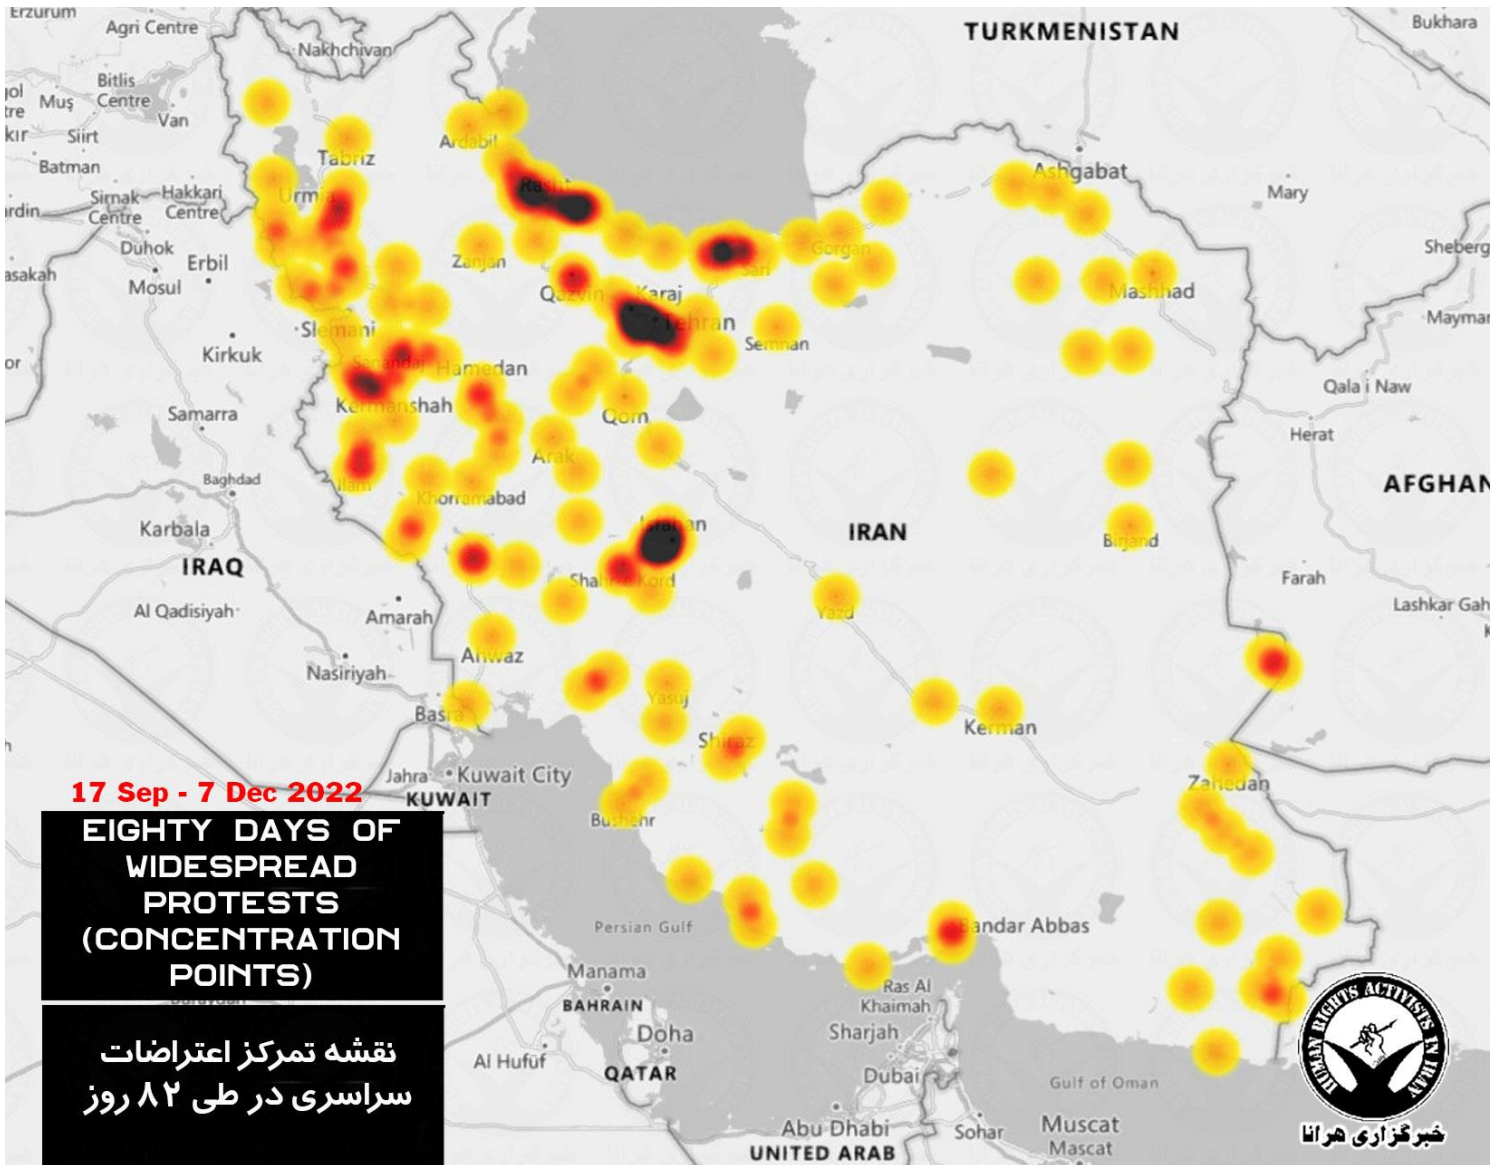 Erzurum
Agri Centre
Nakhchivan
TURKMENISTAN
Bukhara
Bitlis
Centre
Muş
Van
Siirt
Batman
Ardabil
Tabriz
Ashgabat
Mary
Sirnak
Centre
Hakkari
Centre
Urmia
Rasht
Duhok
Erbil
Mosul
Zanjan
Sari
Gorgan
Qazvin
Karaj
Mashhad
Slemani
Tehran
Semnan
Kirkuk
Sanandaj
Hamedan
Qala i Naw
Samarra
Kermanshah
Qom
Herat
Arak
Baghdad
Ilam
Khorramabad
AFGHAN
Karbala
Isfahan
IRAN
Birjand
IRAQ
Shahr-e Kord
Farah
Al Qadisiyah
Amarah
Yazd
Lashkar Gah
Ahwaz
Nasiriyah
Yasuj
Basra
Kerman
Shiraz
Jahra
Kuwait City
KUWAIT
Zahedan
Bushehr
17 Sep - 7 Dec 2022
EIGHTY DAYS OF
WIDESPREAD
PROTESTS
(CONCENTRATION
POINTS)
نقشه تمرکز اعتراضات
سراسری در طی ۸۲ روز
Persian Gulf
Bandar Abbas
Manama
BAHRAIN
Ras Al
Khaimah
Doha
Sharjah
Al Hufūf
QATAR
Dubai
Gulf of Oman
Abu Dhabi
Sohar
Muscat
Mascat
UNITED ARAB
HUMAN RIGHTS ACTIVISTS IN IRAN
خبرگزاری هرانا